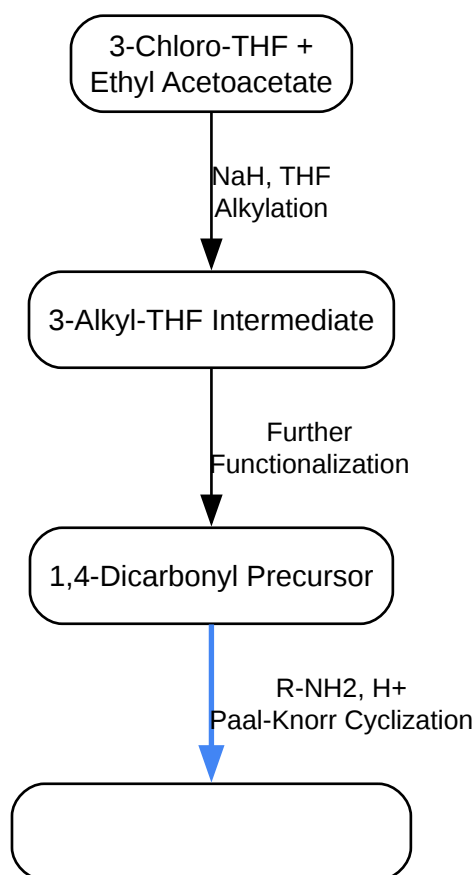 3-Chloro-THF +
Ethyl Acetoacetate
NaH, THF
Alkylation
3-Alkyl-THF Intermediate
Further
Functionalization
1,4-Dicarbonyl Precursor
R-NH2, H+
Paal-Knorr Cyclization